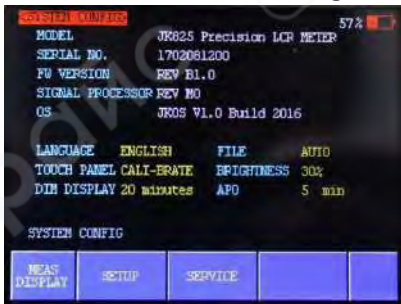 SYSTEM CONFIG 57%
MODEL JK825 Precision LCR METER
SERIAL NO. 1702081200
FW VERSION REV B1.0
SIGNAL PROCESSOR REV M0
OS JKOS V1.0 Build 2016
LANGUAGE ENGLISH FILE AUTO
TOUCH PANEL CALI-BRATE BRIGHTNESS 30%
DIM DISPLAY 20 minutes APO 5 min
SYSTEM CONFIG
MEAS DISPLAY SETUP SERVICE